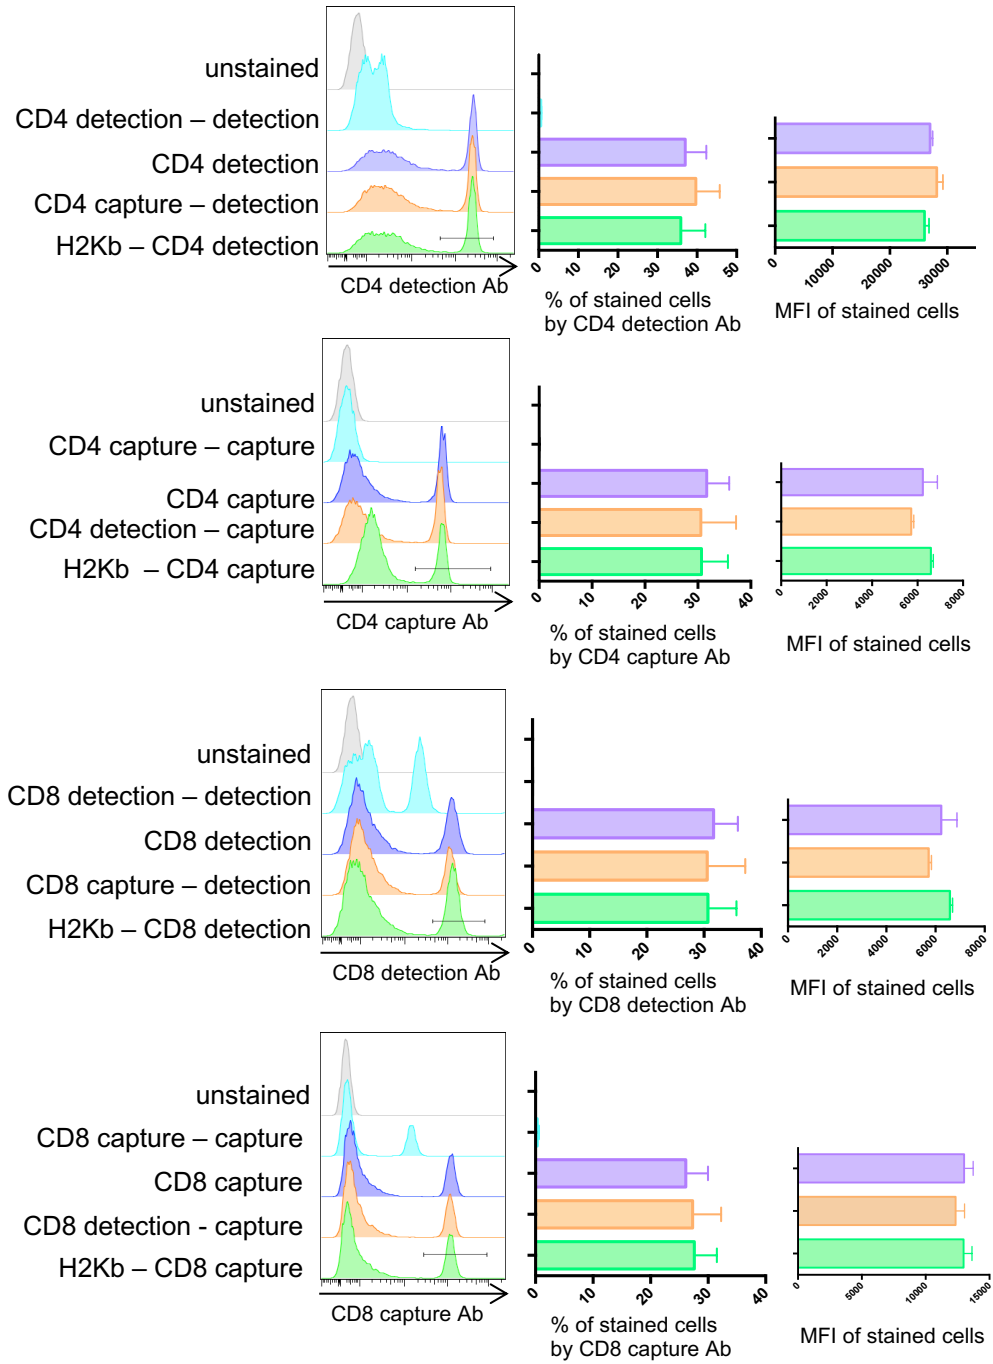 unstained
CD4 detection – detection
CD4 detection
CD4 capture – detection
H2Kb – CD4 detection
CD4 detection Ab
0 10 20 30 40 50
% of stained cells
by CD4 detection Ab
10000 20000 30000
MFI of stained cells
unstained
CD4 capture – capture
CD4 capture
CD4 detection – capture
H2Kb – CD4 capture
CD4 capture Ab
0 10 20 30 40
% of stained cells
by CD4 capture Ab
0 2000 4000 6000 8000
MFI of stained cells
unstained
CD8 detection – detection
CD8 detection
CD8 capture – detection
H2Kb – CD8 detection
CD8 detection Ab
0 10 20 30 40
% of stained cells
by CD8 detection Ab
0 2000 4000 6000 8000
MFI of stained cells
unstained
CD8 capture – capture
CD8 capture
CD8 detection - capture
H2Kb – CD8 capture
CD8 capture Ab
0 10 20 30 40
% of stained cells
by CD8 capture Ab
0 5000 10000 15000
MFI of stained cells